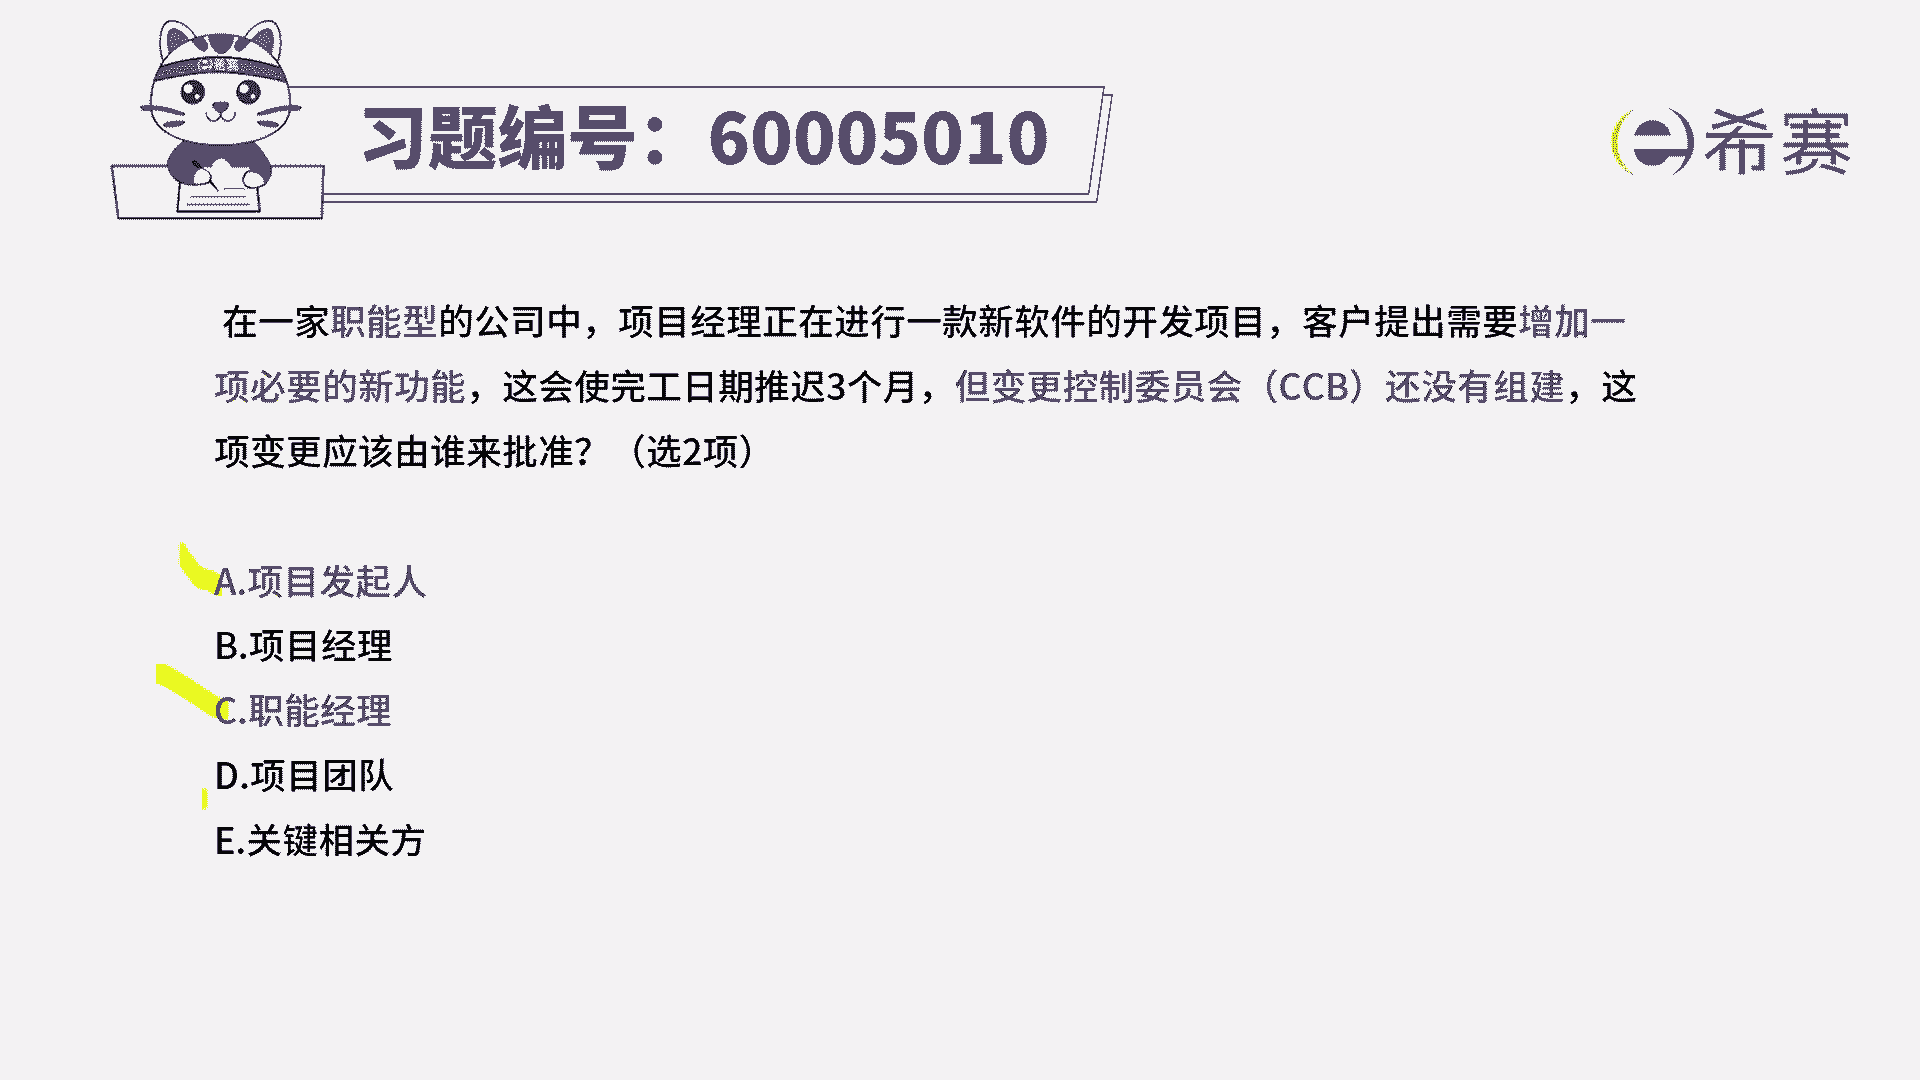 习题编号：60005010
希赛
在一家职能型的公司中，项目经理正在进行一款新软件的开发项目，客户提出需要增加一
项必要的新功能，这会使完工日期推迟3个月，但变更控制委员会（CCB）还没有组建，这
项变更应该由谁来批准？（选2项）
A.项目发起人
B.项目经理
C.职能经理
D.项目团队
E.关键相关方